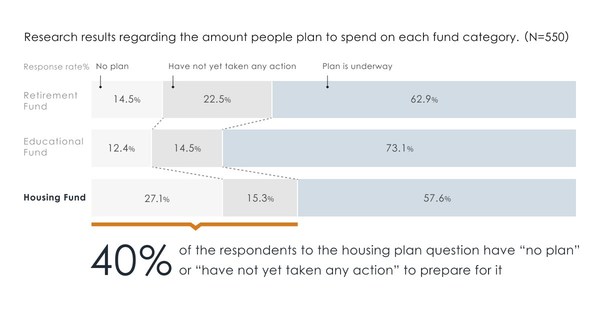 Research results regarding the amount people plan to spend on each fund category. (N=550)
Response rate% No plan Have not yet taken any action Plan is underway
Retirement
Fund
14.5% 22.5% 62.9%
Educational
Fund
12.4% 14.5% 73.1%
Housing Fund 27.1% 15.3% 57.6%
40%
of the respondents to the housing plan question have “no plan”
or “have not yet taken any action” to prepare for it